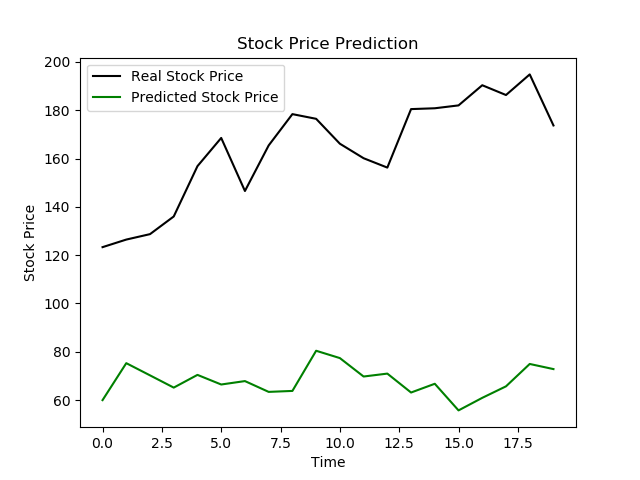 Stock Price Prediction
Real Stock Price
Predicted Stock Price
200
180
160
140
120
100
80
60
Stock Price
0.0 2.5 5.0 7.5 10.0 12.5 15.0 17.5
Time